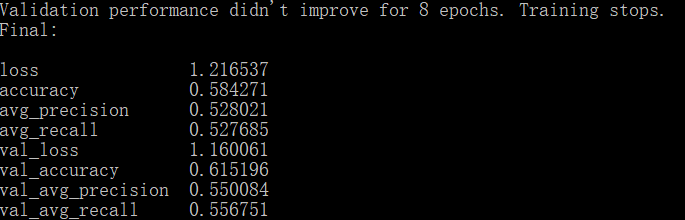 Validation performance didn't improve for 8 epochs. Training stops.
Final:
loss 1.216537
accuracy 0.584271
avg_precision 0.528021
avg_recall 0.527685
val_loss 1.160061
val_accuracy 0.615196
val_avg_precision 0.550084
val_avg_recall 0.556751